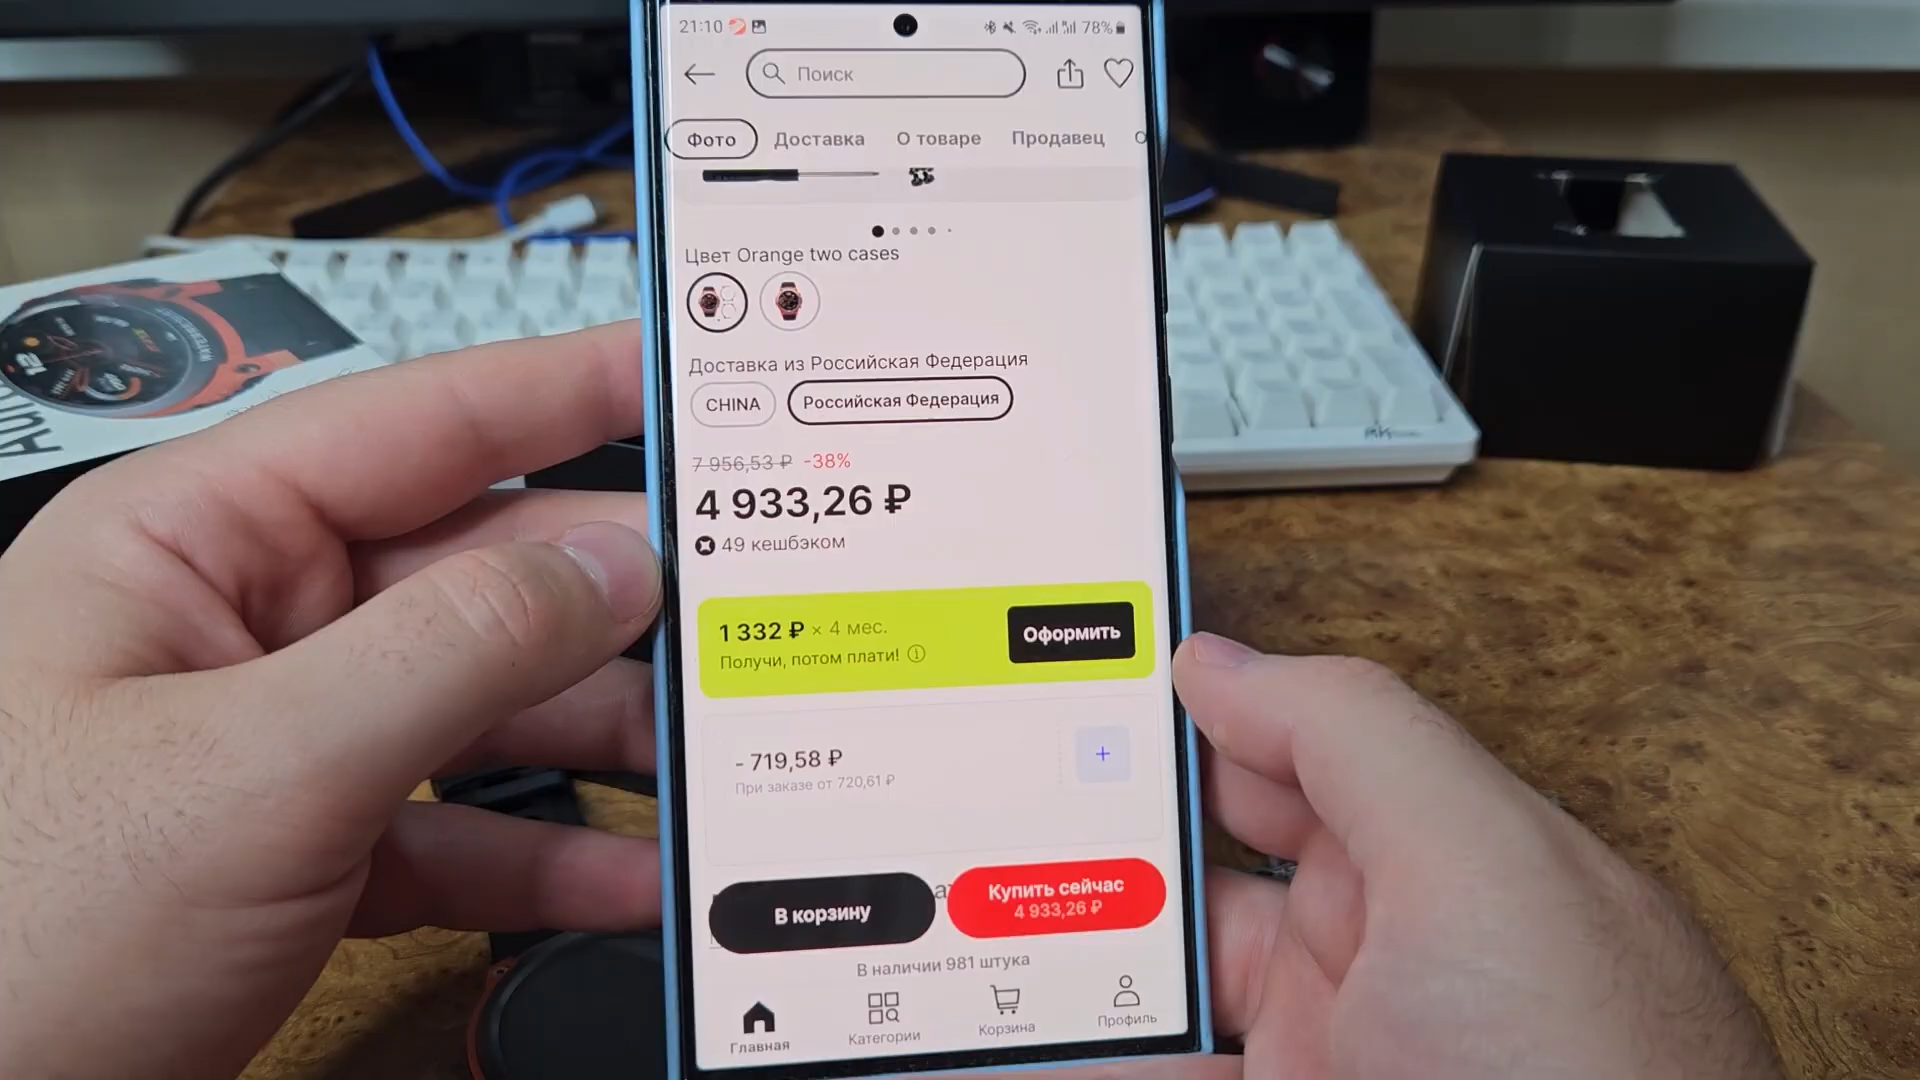 21:10
78%
Поиск
Фото
Доставка
О товаре
Продавец
О
Цвет Orange two cases
Доставка из Российская Федерация
CHINA
Российская Федерация
7 956,53 ₽ -38%
4 933,26 ₽
49 кешбэком
1 332 ₽ × 4 мес.
Получи, потом плати!
Оформить
- 719,58 ₽
При заказе от 720,61 ₽
+
В корзину
Купить сейчас
4 933,26 ₽
В наличии 981 штука
Главная
Категории
Корзина
Профиль
12
RK